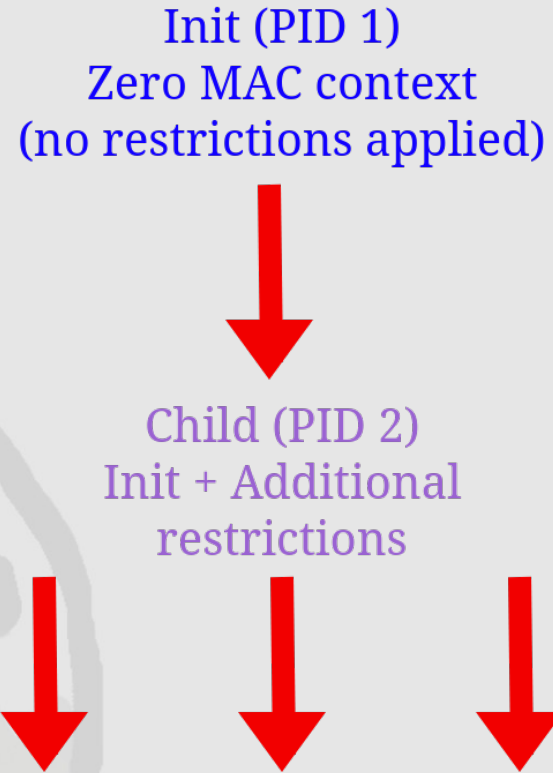 Init (PID 1)
Zero MAC context
(no restrictions applied)
Child (PID 2)
Init + Additional
restrictions